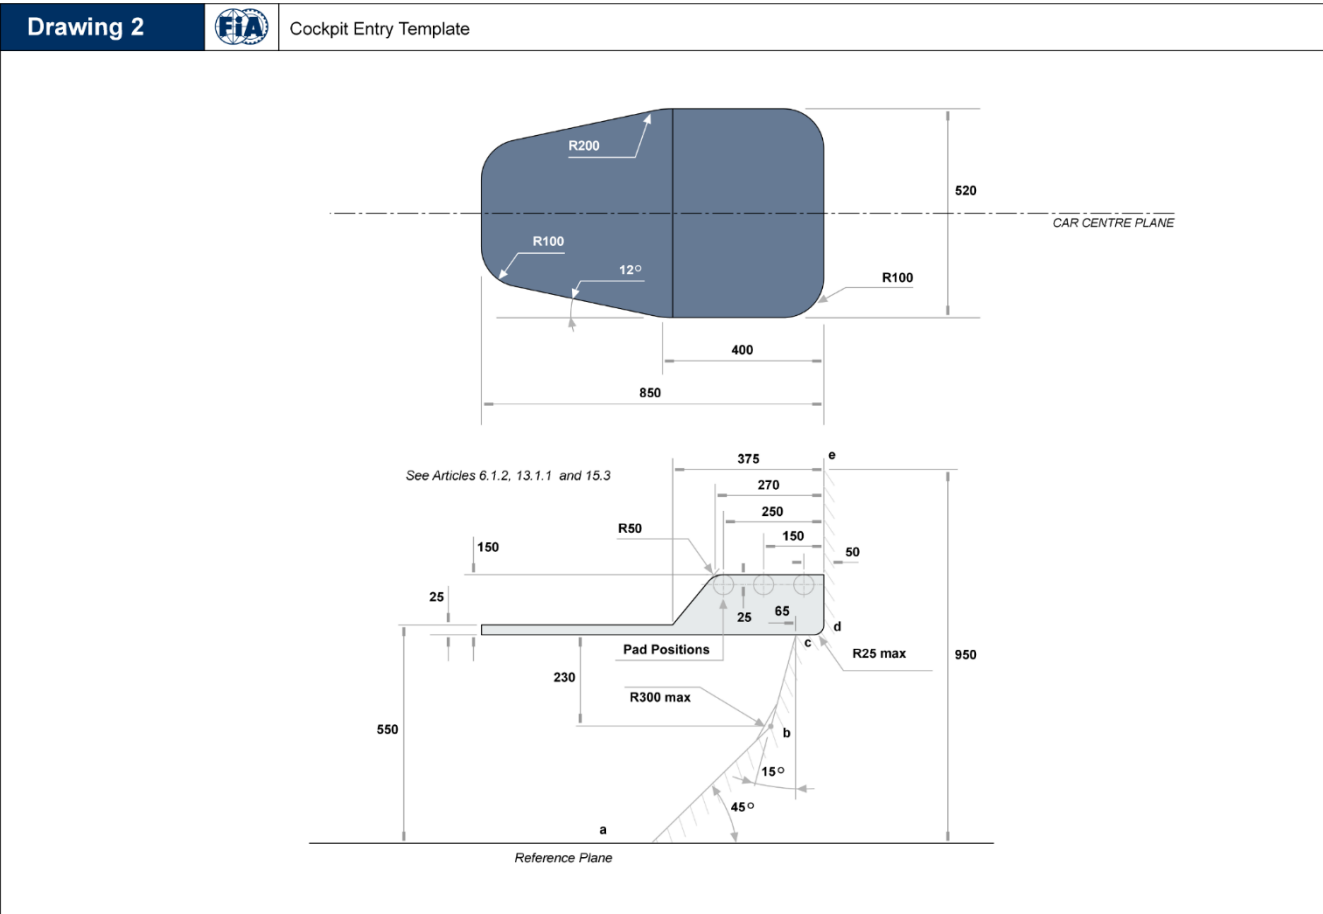 Drawing 2
FIA
Cockpit Entry Template
R200
520
CAR CENTRE PLANE
R100
12°
R100
400
850
375
e
See Articles 6.1.2, 13.1.1 and 15.3
270
250
R50
150
150
50
25
25
65
d
c
Pad Positions
R25 max
950
230
R300 max
550
b
15°
45°
a
Reference Plane